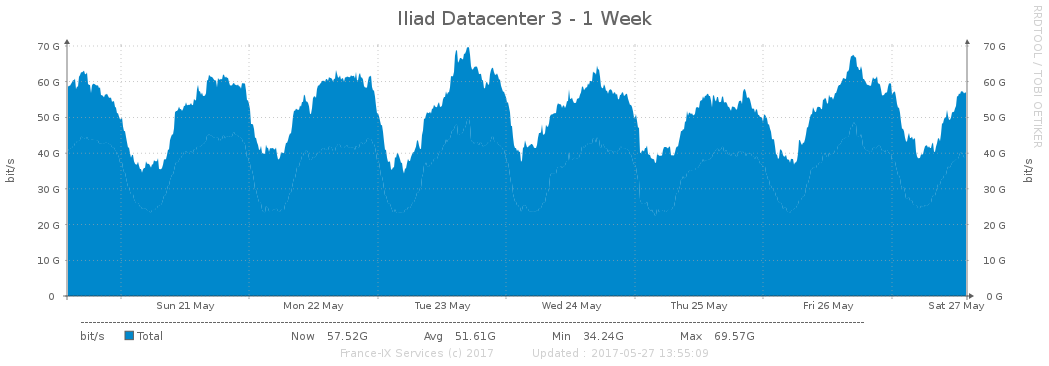 Iliad Datacenter 3 - 1 Week
RRDTOOL / TOBI OETIKER
bit/s
70 G 70 G
60 G 60 G
50 G 50 G
40 G 40 G
30 G 30 G
20 G 20 G
10 G 10 G
0 0 G
bit/s
Sun 21 May Mon 22 May Tue 23 May Wed 24 May Thu 25 May Fri 26 May Sat 27 May
bit/s Total Now 57.52G Avg 51.61G Min 34.24G Max 69.57G
France-IX Services (c) 2017 Updated : 2017-05-27 13:55:09